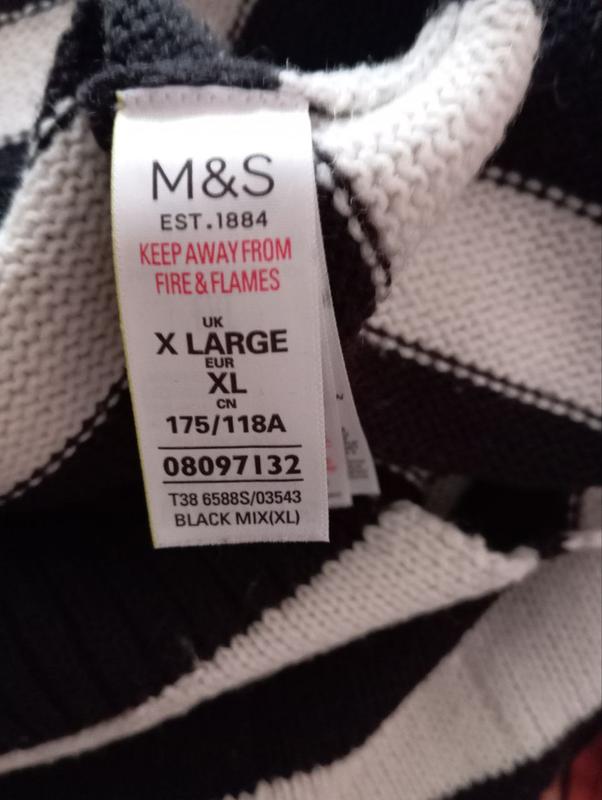 M&S
EST.1884
KEEP AWAY FROM
FIRE & FLAMES
UK
X LARGE
EUR
XL
CN
175/118A
08097132
T38 6588S/03543
BLACK MIX(XL)